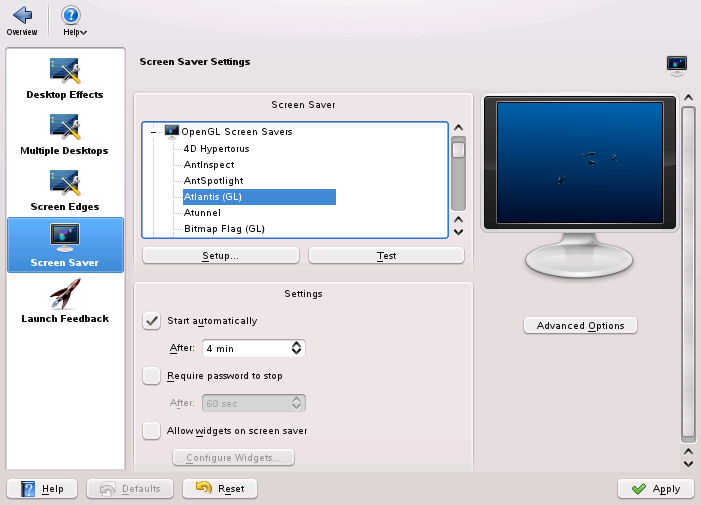 Overview
Help
Desktop Effects
Multiple Desktops
Screen Edges
Screen Saver
Launch Feedback
Screen Saver Settings
Screen Saver
OpenGL Screen Savers
4D Hypertorus
AntInspect
AntSpotlight
Atlantis (GL)
Atunnel
Bitmap Flag (GL)
Setup...
Test
Settings
Start automatically
After: 4 min
Require password to stop
After: 60 sec
Allow widgets on screen saver
Configure Widgets...
Advanced Options
Help
Defaults
Reset
Apply